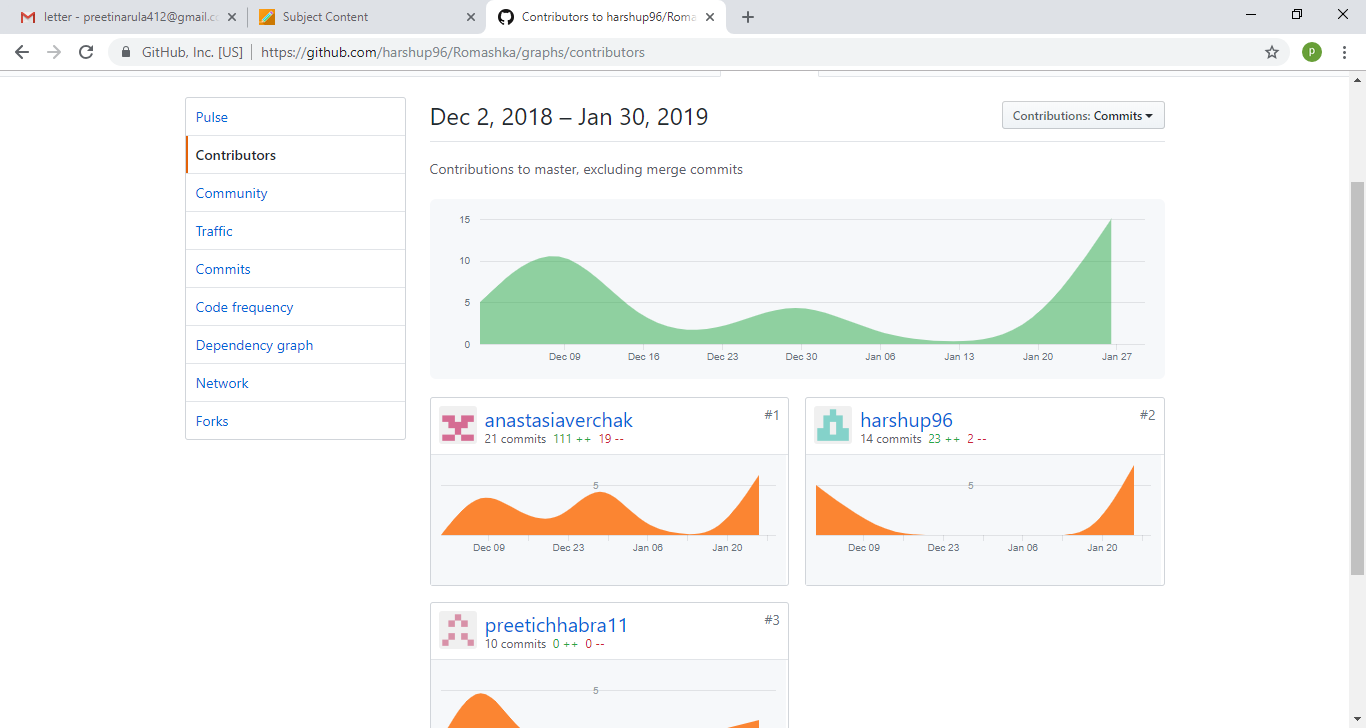 letter - preetinarula412@gmail.co
Subject Content
Contributors to harshup96/Roma
GitHub, Inc. [US] https://github.com/harshup96/Romashka/graphs/contributors
P
Pulse
Contributors
Community
Traffic
Commits
Code frequency
Dependency graph
Network
Forks
Dec 2, 2018 – Jan 30, 2019
Contributions: Commits
Contributions to master, excluding merge commits
15
10
5
0
Dec 09 Dec 16 Dec 23 Dec 30 Jan 06 Jan 13 Jan 20 Jan 27
anastasiaverchak #1
21 commits 111 ++ 19 --
5
Dec 09 Dec 23 Jan 06 Jan 20
harshup96 #2
14 commits 23 ++ 2 --
5
Dec 09 Dec 23 Jan 06 Jan 20
preetichhabra11 #3
10 commits 0 ++ 0 --
5